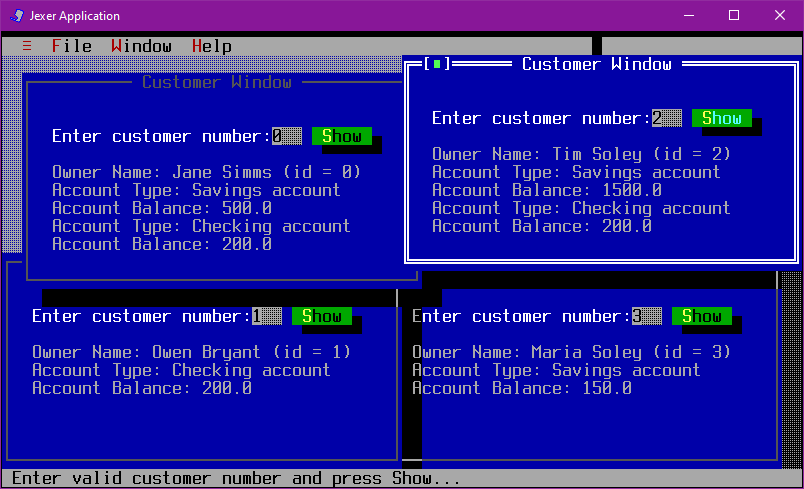 Jexer Application
File Window Help
Customer Window
Enter customer number:0 Show
Owner Name: Jane Simms (id = 0)
Account Type: Savings account
Account Balance: 500.0
Account Type: Checking account
Account Balance: 200.0
[■] Customer Window
Enter customer number:2 Show
Owner Name: Tim Soley (id = 2)
Account Type: Savings account
Account Balance: 1500.0
Account Type: Checking account
Account Balance: 200.0
Enter customer number:1 Show
Owner Name: Owen Bryant (id = 1)
Account Type: Checking account
Account Balance: 200.0
Enter customer number:3 Show
Owner Name: Maria Soley (id = 3)
Account Type: Savings account
Account Balance: 150.0
Enter valid customer number and press Show...